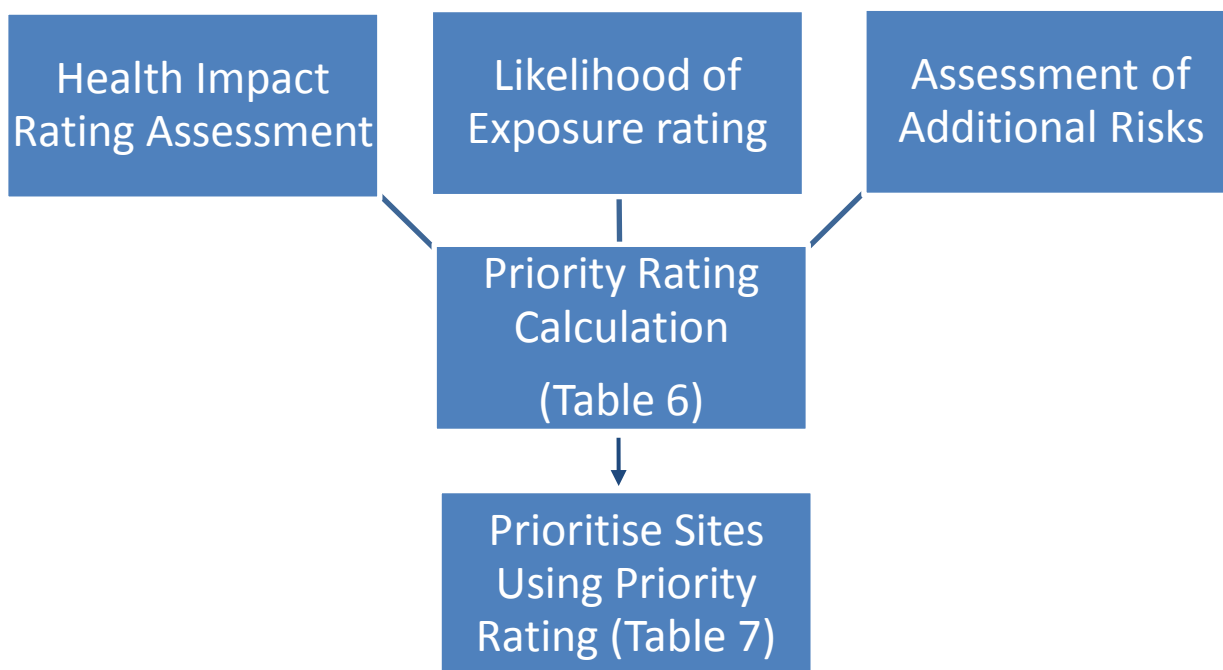 Health Impact
Rating Assessment
Likelihood of
Exposure rating
Assessment of
Additional Risks
Priority Rating
Calculation
(Table 6)
Prioritise Sites
Using Priority
Rating (Table 7)